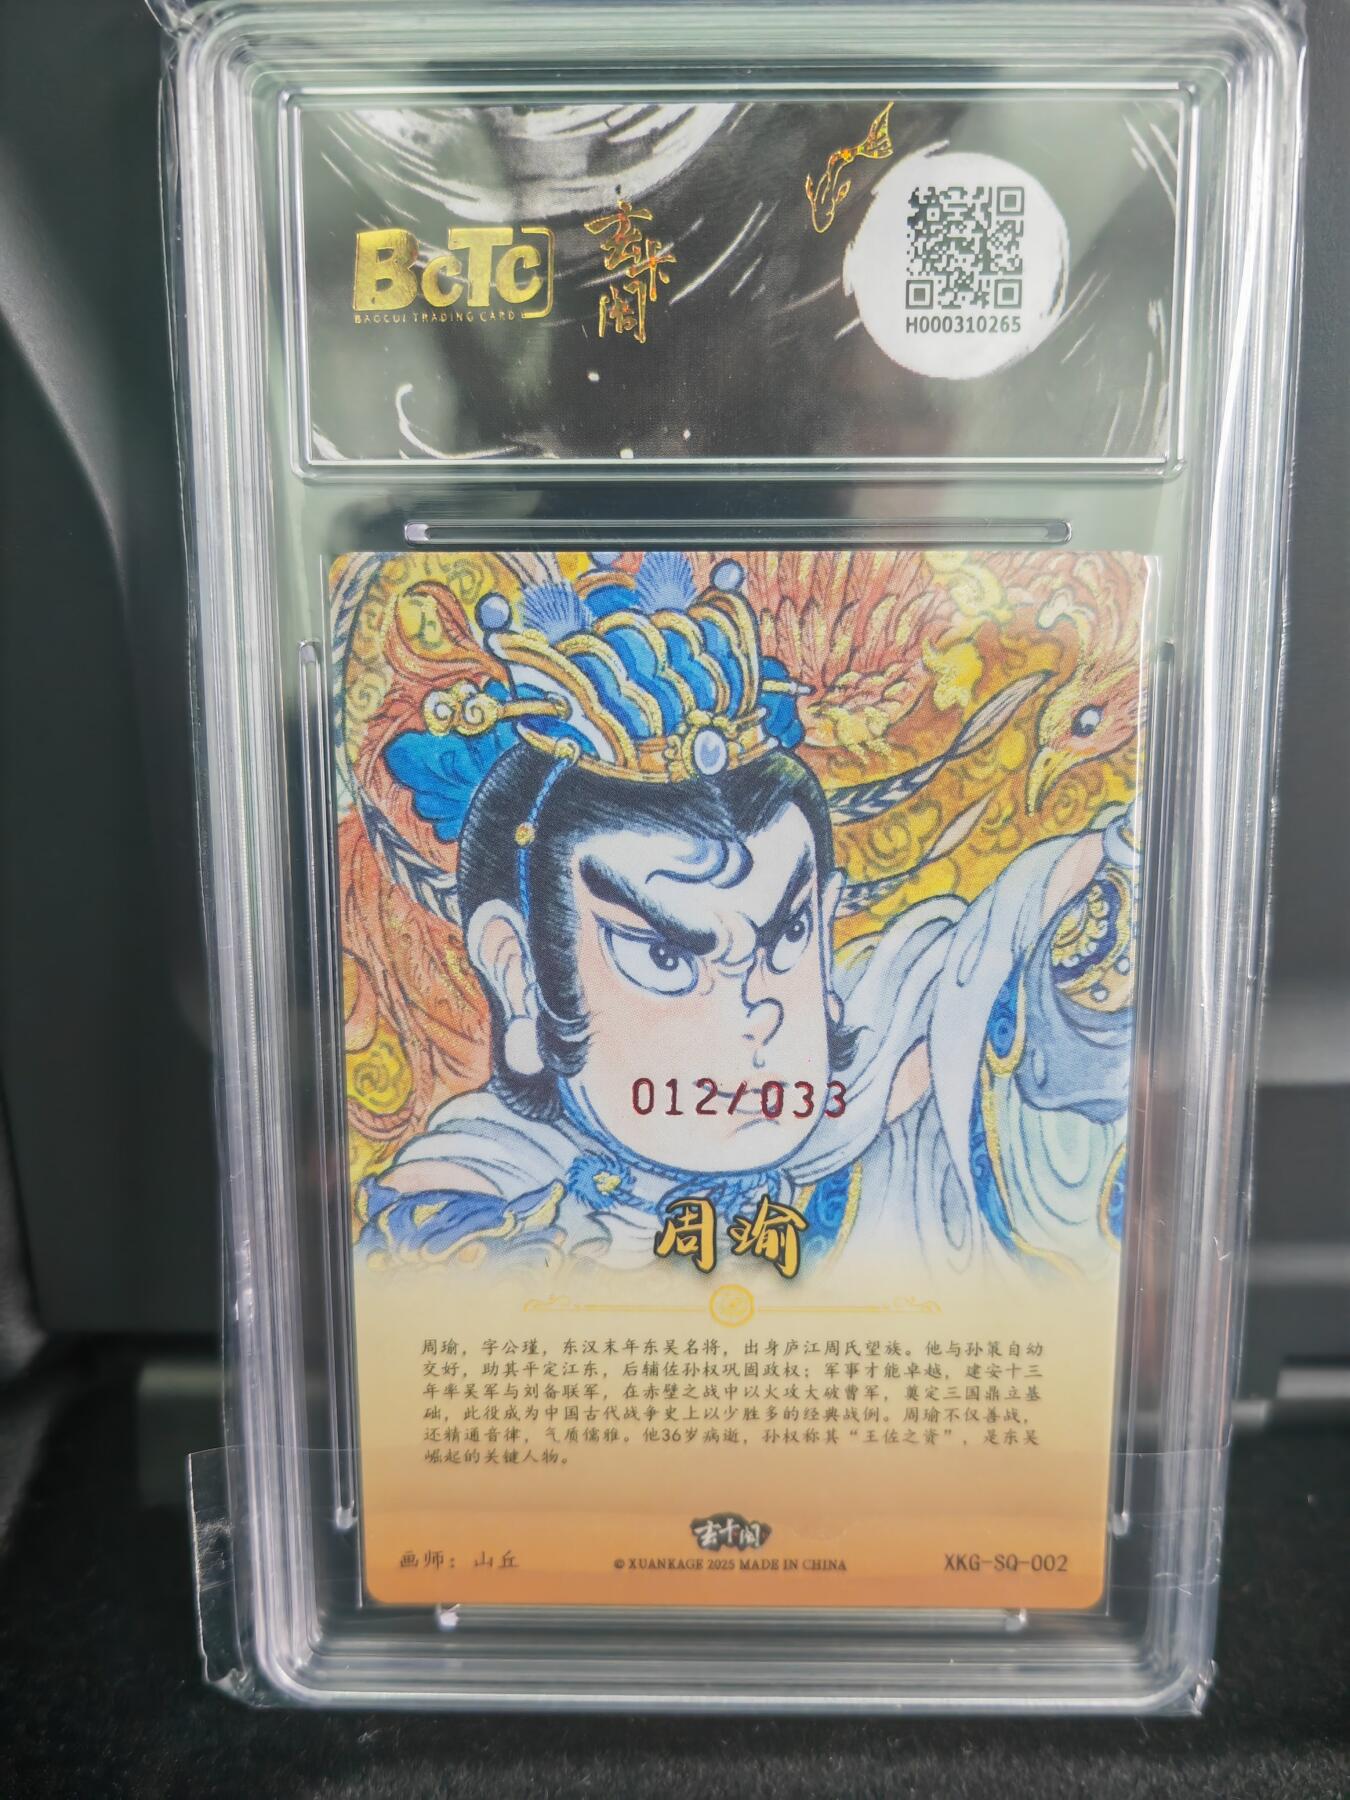 BCTC
BAOCUI TRADING CARD
玄卡阁
H000310265
012/033
周瑜
周瑜，字公瑾，东汉末年东吴名将，出身庐江周氏望族。他与孙策自幼
交好，助其平定江东，后辅佐孙权巩固政权；军事才能卓越，建安十三
年率吴军与刘备联军，在赤壁之战中以火攻大破曹军，奠定三国鼎立基
础，此役成为中国古代战争史上以少胜多的经典战例。周瑜不仅善战，
还精通音律，气质儒雅。他36岁病逝，孙权称其“王佐之资”，是东吴
崛起的关键人物。
玄卡阁
画师：山丘
© XUANKAGE 2025 MADE IN CHINA
XKG-SQ-002